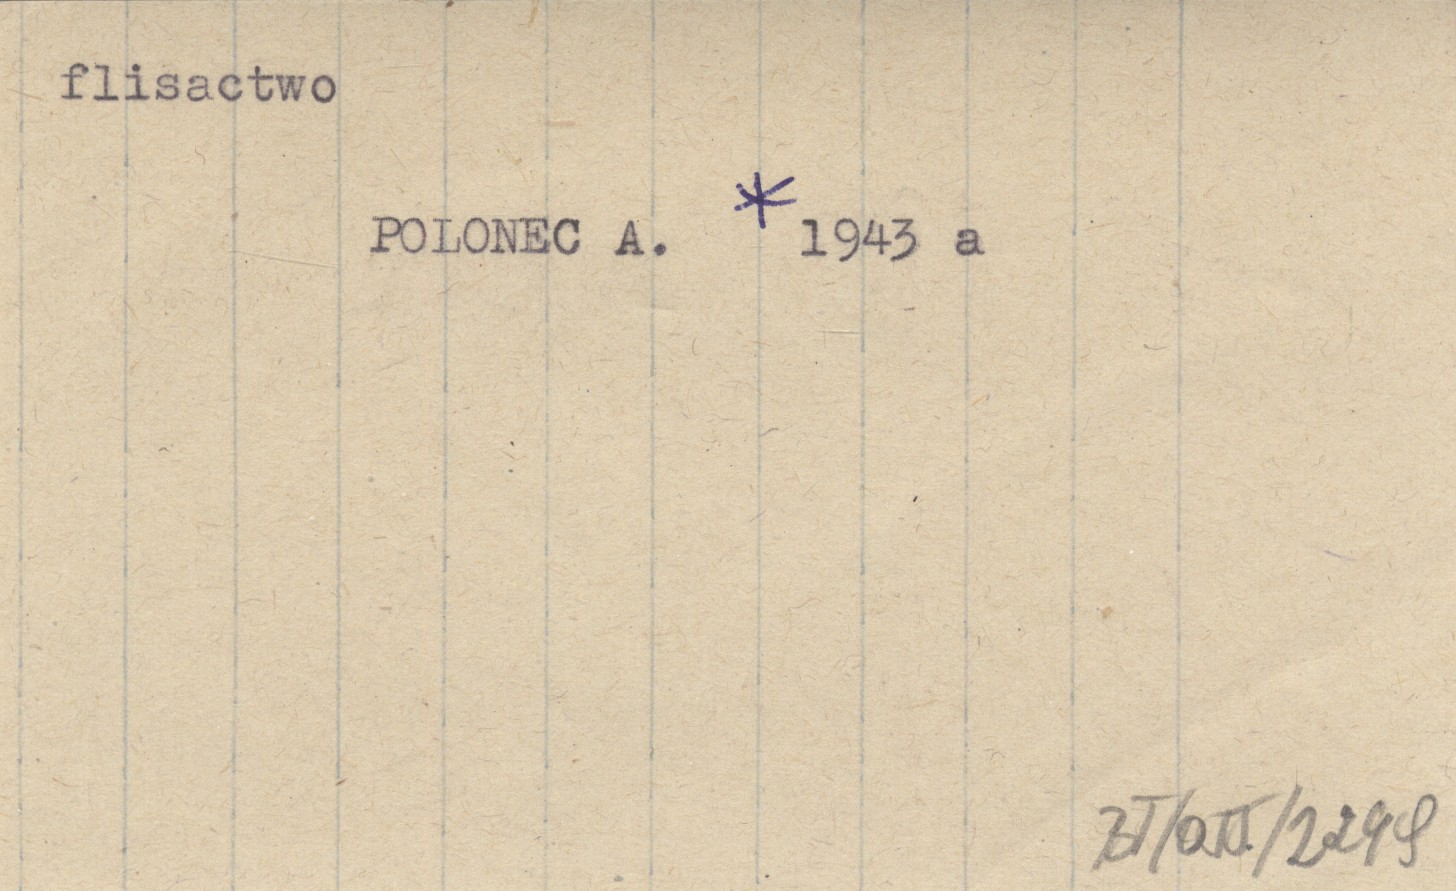 flisactwo
POLONEC A. * 1943 a